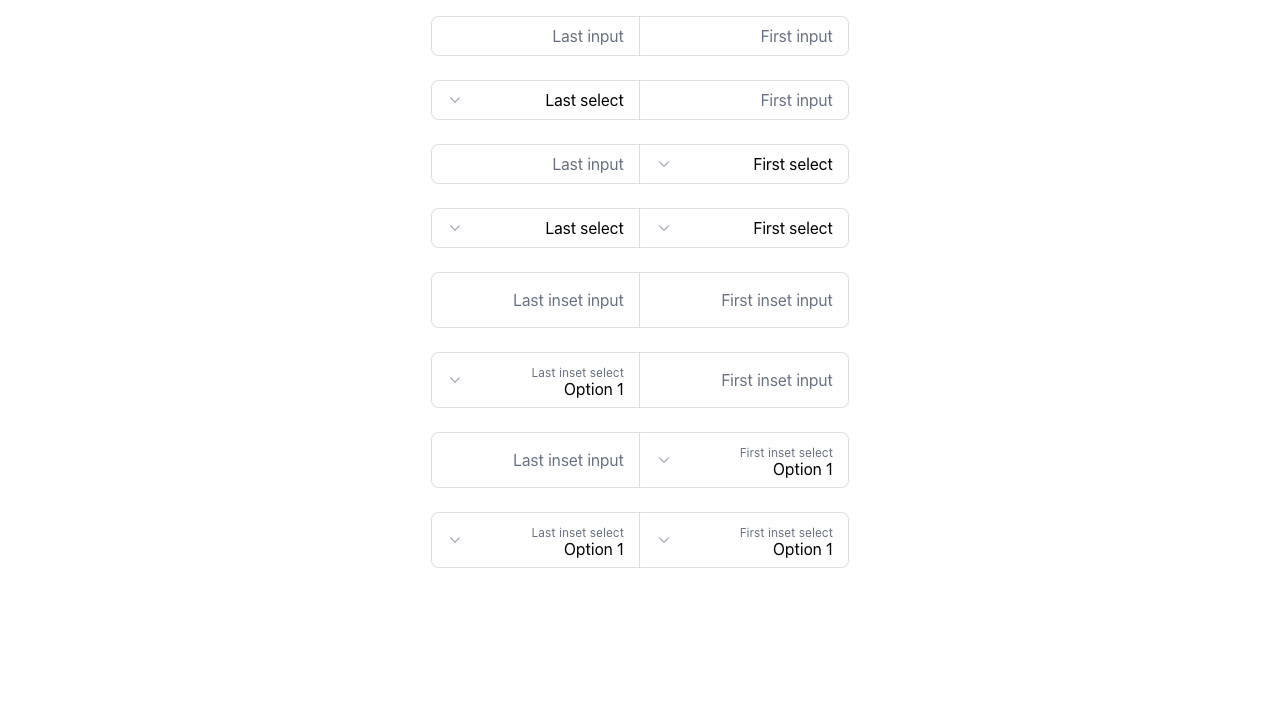 Last input First input
Last select First input
Last input First select
Last select First select
Last inset input First inset input
Last inset select
Option 1
First inset input
Last inset input
First inset select
Option 1
Last inset select First inset select
Option 1 Option 1